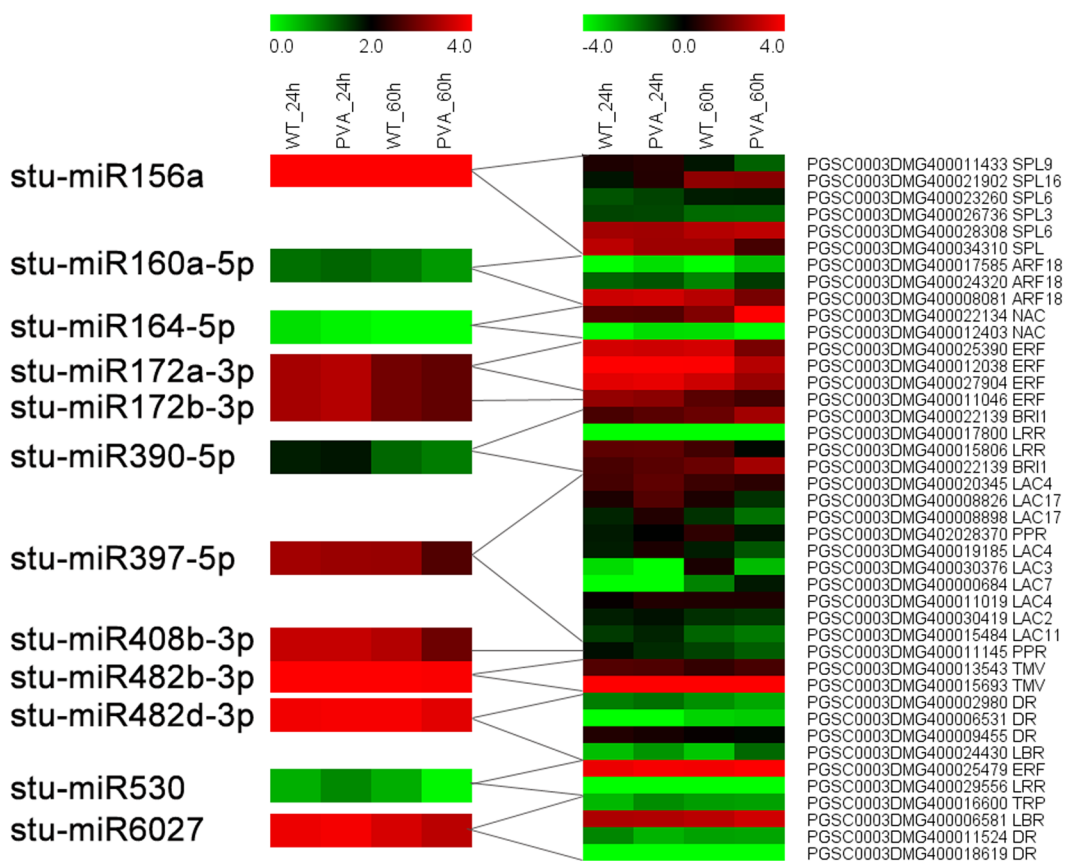 0.0 2.0 4.0
-4.0 0.0 4.0
WT_24h
PVA_24h
WT_60h
PVA_60h
WT_24h
PVA_24h
WT_60h
PVA_60h
stu-miR156a
stu-miR160a-5p
stu-miR164-5p
stu-miR172a-3p
stu-miR172b-3p
stu-miR390-5p
stu-miR397-5p
stu-miR408b-3p
stu-miR482b-3p
stu-miR482d-3p
stu-miR530
stu-miR6027
PGSC0003DMG400011433 SPL9
PGSC0003DMG400021902 SPL16
PGSC0003DMG400023260 SPL6
PGSC0003DMG400026736 SPL3
PGSC0003DMG400028308 SPL6
PGSC0003DMG400034310 SPL
PGSC0003DMG400017585 ARF18
PGSC0003DMG400024320 ARF18
PGSC0003DMG400008081 ARF18
PGSC0003DMG400022134 NAC
PGSC0003DMG400012403 NAC
PGSC0003DMG400025390 ERF
PGSC0003DMG400012038 ERF
PGSC0003DMG400027904 ERF
PGSC0003DMG400011046 ERF
PGSC0003DMG400022139 BRI1
PGSC0003DMG400017800 LRR
PGSC0003DMG400015806 LRR
PGSC0003DMG400022139 BRI1
PGSC0003DMG400020345 LAC4
PGSC0003DMG400008826 LAC17
PGSC0003DMG400008898 LAC17
PGSC0003DMG402028370 PPR
PGSC0003DMG400019185 LAC4
PGSC0003DMG400030376 LAC3
PGSC0003DMG400000684 LAC7
PGSC0003DMG400011019 LAC4
PGSC0003DMG400030419 LAC2
PGSC0003DMG400015484 LAC11
PGSC0003DMG400011145 PPR
PGSC0003DMG400013543 TMV
PGSC0003DMG400015693 TMV
PGSC0003DMG400002980 DR
PGSC0003DMG400006531 DR
PGSC0003DMG400009455 DR
PGSC0003DMG400024430 LBR
PGSC0003DMG400025479 ERF
PGSC0003DMG400029556 LRR
PGSC0003DMG400016600 TRP
PGSC0003DMG400006581 LBR
PGSC0003DMG400011524 DR
PGSC0003DMG400018619 DR